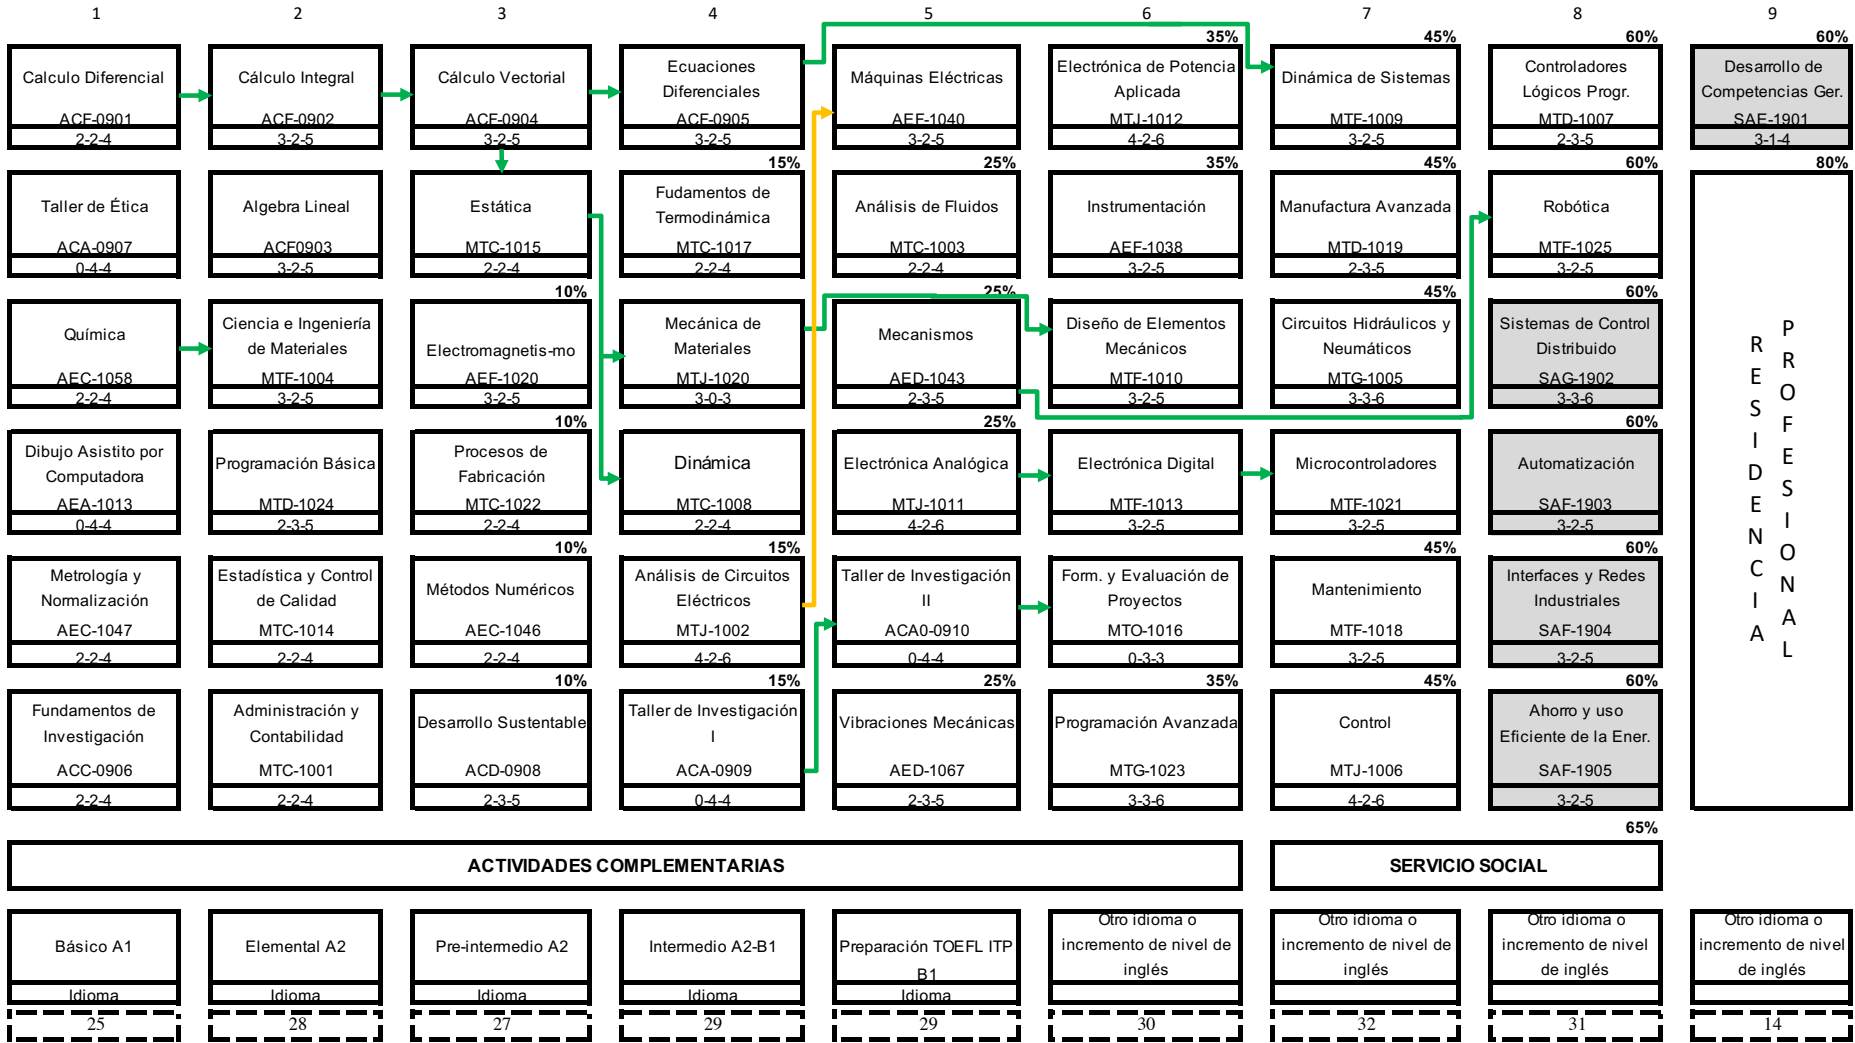 1 2 3 4 5 6 7 8 9
35% 45% 60% 60%
Calculo Diferencial
ACF-0901
2-2-4
Cálculo Integral
ACF-0902
3-2-5
Cálculo Vectorial
ACF-0904
3-2-5
Ecuaciones
Diferenciales
ACF-0905
3-2-5
Máquinas Eléctricas
AEF-1040
3-2-5
Electrónica de Potencia
Aplicada
MTJ-1012
4-2-6
Dinámica de Sistemas
MTF-1009
3-2-5
Controladores
Lógicos Progr.
MTD-1007
2-3-5
Desarrollo de
Competencias Ger.
SAE-1901
3-1-4
15% 25% 35% 45% 60% 80%
Taller de Ética
ACA-0907
0-4-4
Algebra Lineal
ACF0903
3-2-5
Estática
MTC-1015
2-2-4
Fudamentos de
Termodinámica
MTC-1017
2-2-4
Análisis de Fluidos
MTC-1003
2-2-4
Instrumentación
AEF-1038
3-2-5
Manufactura Avanzada
MTD-1019
2-3-5
Robótica
MTF-1025
3-2-5
RESIDENCIA
PROFESIONAL
10% 25% 45% 60%
Química
AEC-1058
2-2-4
Ciencia e Ingeniería
de Materiales
MTF-1004
3-2-5
Electromagnetis-mo
AEF-1020
3-2-5
Mecánica de
Materiales
MTJ-1020
3-0-3
Mecanismos
AED-1043
2-3-5
Diseño de Elementos
Mecánicos
MTF-1010
3-2-5
Circuitos Hidráulicos y
Neumáticos
MTG-1005
3-3-6
Sistemas de Control
Distribuido
SAG-1902
3-3-6
10% 25% 60%
Dibujo Asistito por
Computadora
AEA-1013
0-4-4
Programación Básica
MTD-1024
2-3-5
Procesos de
Fabricación
MTC-1022
2-2-4
Dinámica
MTC-1008
2-2-4
Electrónica Analógica
MTJ-1011
4-2-6
Electrónica Digital
MTF-1013
3-2-5
Microcontroladores
MTF-1021
3-2-5
Automatización
SAF-1903
3-2-5
10% 15% 45% 60%
Metrología y
Normalización
AEC-1047
2-2-4
Estadística y Control
de Calidad
MTC-1014
2-2-4
Métodos Numéricos
AEC-1046
2-2-4
Análisis de Circuitos
Eléctricos
MTJ-1002
4-2-6
Taller de Investigación
II
ACA0-0910
0-4-4
Form. y Evaluación de
Proyectos
MTO-1016
0-3-3
Mantenimiento
MTF-1018
3-2-5
Interfaces y Redes
Industriales
SAF-1904
3-2-5
10% 15% 25% 35% 45% 60%
Fundamentos de
Investigación
ACC-0906
2-2-4
Administración y
Contabilidad
MTC-1001
2-2-4
Desarrollo Sustentable
ACD-0908
2-3-5
Taller de Investigación
I
ACA-0909
0-4-4
Vibraciones Mecánicas
AED-1067
2-3-5
Programación Avanzada
MTG-1023
3-3-6
Control
MTJ-1006
4-2-6
Ahorro y uso
Eficiente de la Ener.
SAF-1905
3-2-5
65%
ACTIVIDADES COMPLEMENTARIAS
SERVICIO SOCIAL
Básico A1
Idioma
25
Elemental A2
Idioma
28
Pre-intermedio A2
Idioma
27
Intermedio A2-B1
Idioma
29
Preparación TOEFL ITP
B1
Idioma
29
Otro idioma o
incremento de nivel de
inglés
30
Otro idioma o
incremento de nivel de
inglés
32
Otro idioma o
incremento de nivel
de inglés
31
Otro idioma o
incremento de nivel
de inglés
14